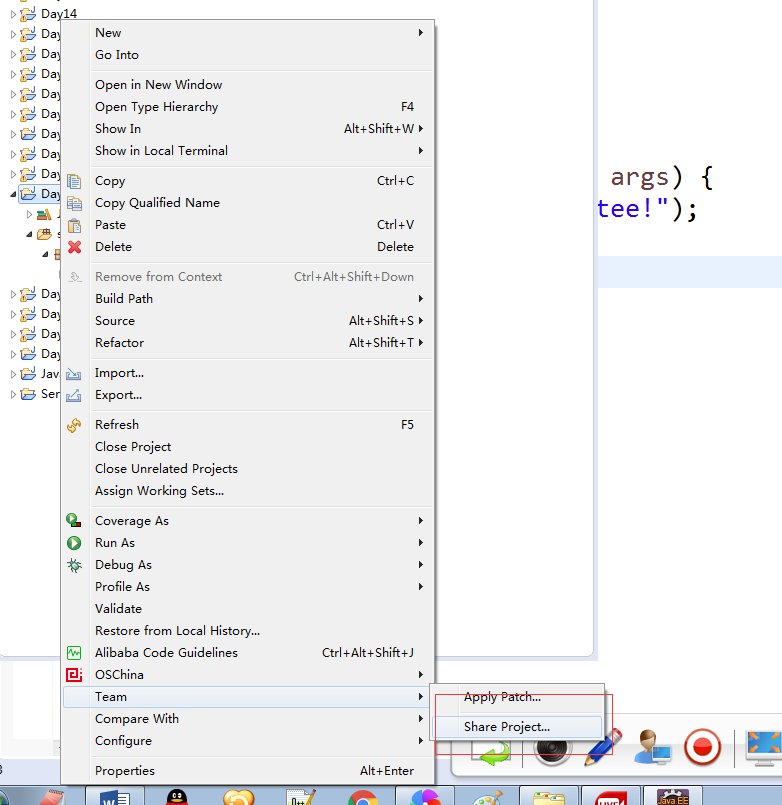 Day14
Day
Day
Day
Day
Day
Day
Day
Day
Day
Day
Day
Day
Day
Java
Ser
New
Go Into
Open in New Window
Open Type Hierarchy F4
Show In Alt+Shift+W
Show in Local Terminal
Copy Ctrl+C
Copy Qualified Name
Paste Ctrl+V
Delete Delete
Remove from Context Ctrl+Alt+Shift+Down
Build Path
Source Alt+Shift+S
Refactor Alt+Shift+T
Import...
Export...
Refresh F5
Close Project
Close Unrelated Projects
Assign Working Sets...
Coverage As
Run As
Debug As
Profile As
Validate
Restore from Local History...
Alibaba Code Guidelines Ctrl+Alt+Shift+J
OSChina
Team
Compare With
Configure
Properties Alt+Enter
Apply Patch...
Share Project...
args) {
tee!");
LIVE
Java EE